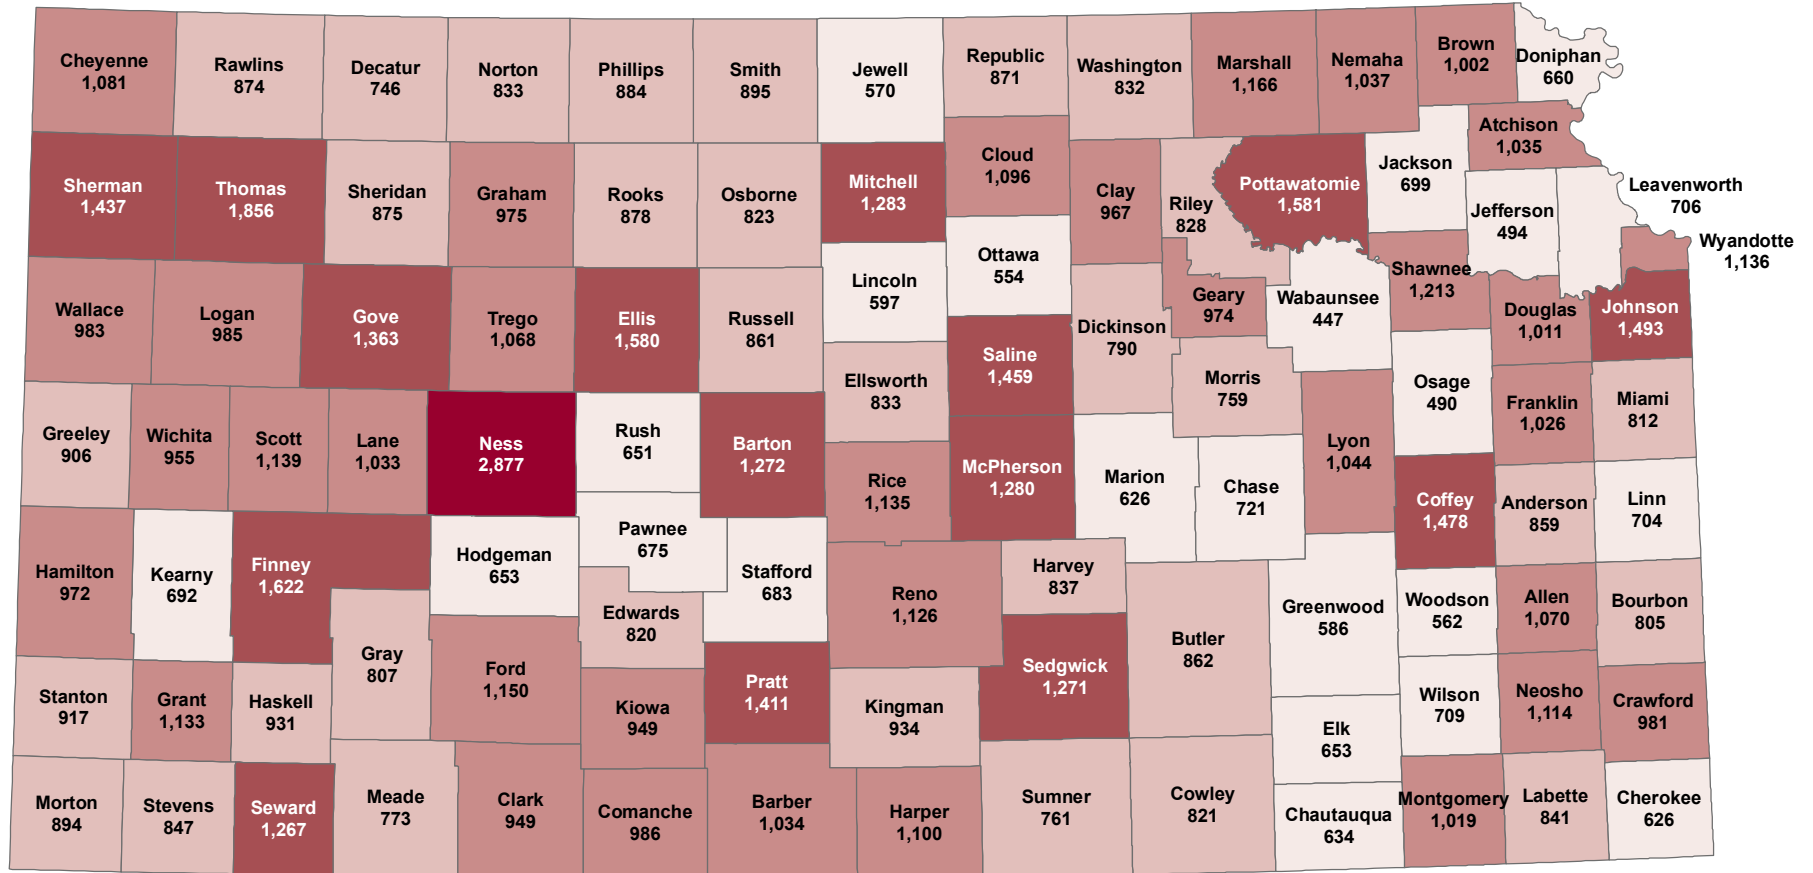 Cheyenne
1,081
Rawlins
874
Decatur
746
Norton
833
Phillips
884
Smith
895
Jewell
570
Republic
871
Washington
832
Marshall
1,166
Nemaha
1,037
Brown
1,002
Doniphan
660
Sherman
1,437
Thomas
1,856
Sheridan
875
Graham
975
Rooks
878
Osborne
823
Mitchell
1,283
Cloud
1,096
Clay
967
Riley
828
Pottawatomie
1,581
Jackson
699
Atchison
1,035
Jefferson
494
Leavenworth
706
Wyandotte
1,136
Wallace
983
Logan
985
Gove
1,363
Trego
1,068
Ellis
1,580
Russell
861
Lincoln
597
Ottawa
554
Saline
1,459
Dickinson
790
Geary
974
Wabaunsee
447
Shawnee
1,213
Douglas
1,011
Johnson
1,493
Greeley
906
Wichita
955
Scott
1,139
Lane
1,033
Ness
2,877
Rush
651
Barton
1,272
Ellsworth
833
Rice
1,135
McPherson
1,280
Marion
626
Morris
759
Chase
721
Lyon
1,044
Osage
490
Franklin
1,026
Miami
812
Coffey
1,478
Anderson
859
Linn
704
Hamilton
972
Kearny
692
Finney
1,622
Hodgeman
653
Pawnee
675
Stafford
683
Edwards
820
Reno
1,126
Harvey
837
Sedgwick
1,271
Butler
862
Greenwood
586
Woodson
562
Allen
1,070
Bourbon
805
Stanton
917
Grant
1,133
Haskell
931
Gray
807
Ford
1,150
Kiowa
949
Pratt
1,411
Kingman
934
Elk
653
Wilson
709
Neosho
1,114
Crawford
981
Morton
894
Stevens
847
Seward
1,267
Meade
773
Clark
949
Comanche
986
Barber
1,034
Harper
1,100
Sumner
761
Cowley
821
Chautauqua
634
Montgomery
1,019
Labette
841
Cherokee
626